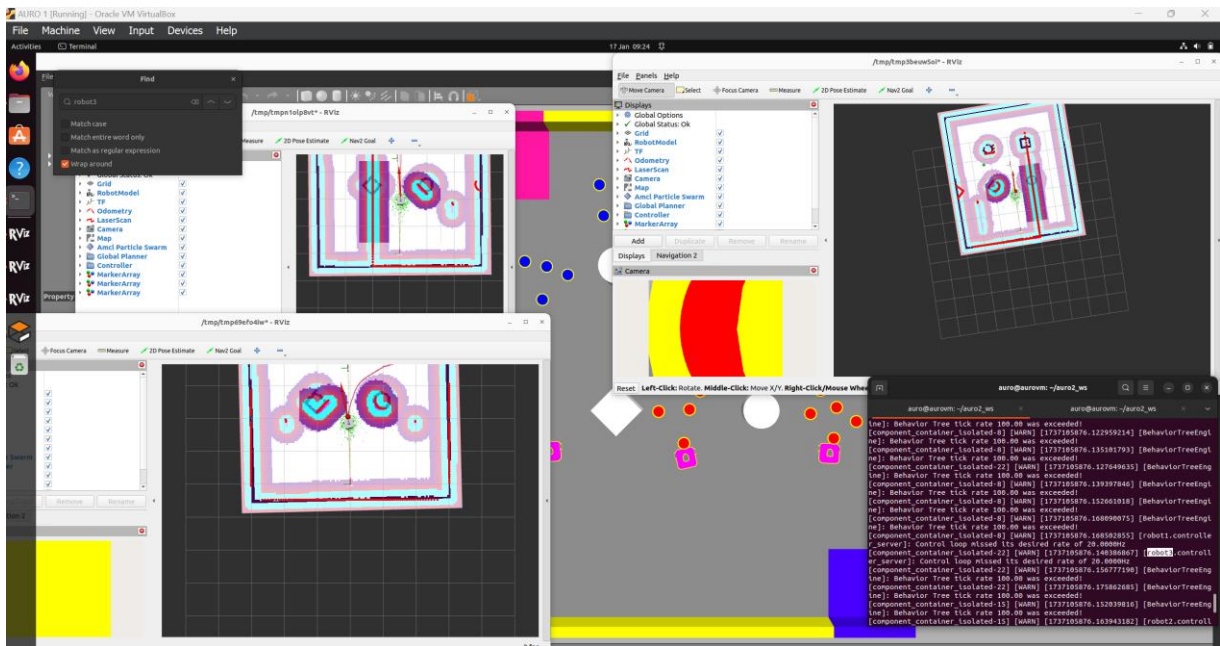 AURO 1 [Running] - Oracle VM VirtualBox
File Machine View Input Devices Help
Activities Terminal
17 Jan 09:24
Find
robot3
Match case
Match entire word only
Match as regular expression
Wrap around
/tmp/tmpn1olp8vt* - RViz
Measure 2D Pose Estimate Nav2 Goal
Grid
RobotModel
TF
Odometry
LaserScan
Camera
Map
Amcl Particle Swarm
Global Planner
Controller
MarkerArray
MarkerArray
MarkerArray
Property
RViz
RViz
RViz
/tmp/tmp69efo4iw* - RViz
Focus Camera Measure 2D Pose Estimate Nav2 Goal
/tmp/tmp3beuw5oi* - RViz
File Panels Help
Move Camera Select Focus Camera Measure 2D Pose Estimate Nav2 Goal
Displays
Global Options
Global Status: Ok
Grid
RobotModel
TF
Odometry
LaserScan
Camera
Map
Amcl Particle Swarm
Global Planner
Controller
MarkerArray
Add Duplicate Remove Rename
Displays Navigation 2
Camera
Reset Left-Click: Rotate. Middle-Click: Move X/Y. Right-Click/Mouse Whee
auro@aurovm: ~/auro2_ws
auro@aurovm: ~/auro2_ws auro@aurovm: ~/auro2_ws
ine]: Behavior Tree tick rate 100.00 was exceeded!
[component_container_isolated-8] [WARN] [1737105876.122959214] [BehaviorTreeEngi
ne]: Behavior Tree tick rate 100.00 was exceeded!
[component_container_isolated-8] [WARN] [1737105876.135101793] [BehaviorTreeEngi
ne]: Behavior Tree tick rate 100.00 was exceeded!
[component_container_isolated-22] [WARN] [1737105876.127649635] [BehaviorTreeEng
ine]: Behavior Tree tick rate 100.00 was exceeded!
[component_container_isolated-8] [WARN] [1737105876.139397846] [BehaviorTreeEngi
ne]: Behavior Tree tick rate 100.00 was exceeded!
[component_container_isolated-8] [WARN] [1737105876.152661018] [BehaviorTreeEngi
ne]: Behavior Tree tick rate 100.00 was exceeded!
[component_container_isolated-8] [WARN] [1737105876.168090075] [BehaviorTreeEngi
ne]: Behavior Tree tick rate 100.00 was exceeded!
[component_container_isolated-8] [WARN] [1737105876.168502855] [robot1.controlle
r_server]: Control loop missed its desired rate of 20.0000Hz
[component_container_isolated-22] [WARN] [1737105876.140386867] [robot3.controll
er_server]: Control loop missed its desired rate of 20.0000Hz
[component_container_isolated-22] [WARN] [1737105876.156777190] [BehaviorTreeEng
ine]: Behavior Tree tick rate 100.00 was exceeded!
[component_container_isolated-22] [WARN] [1737105876.175862685] [BehaviorTreeEng
ine]: Behavior Tree tick rate 100.00 was exceeded!
[component_container_isolated-15] [WARN] [1737105876.152039816] [BehaviorTreeEng
ine]: Behavior Tree tick rate 100.00 was exceeded!
[component_container_isolated-15] [WARN] [1737105876.163943182] [robot2.controll